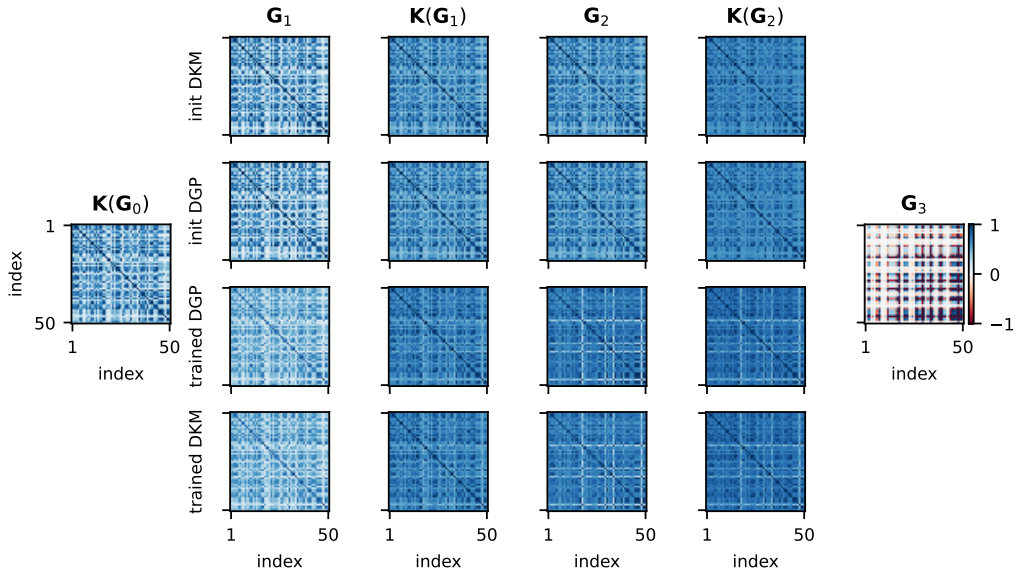 G1 K(G1) G2 K(G2)
init DKM
init DGP
K(G0)
G3
1
index
50
1 50
index
1
0
−1
1 50
index
trained DGP
trained DKM
1 50 1 50 1 50 1 50
index index index index